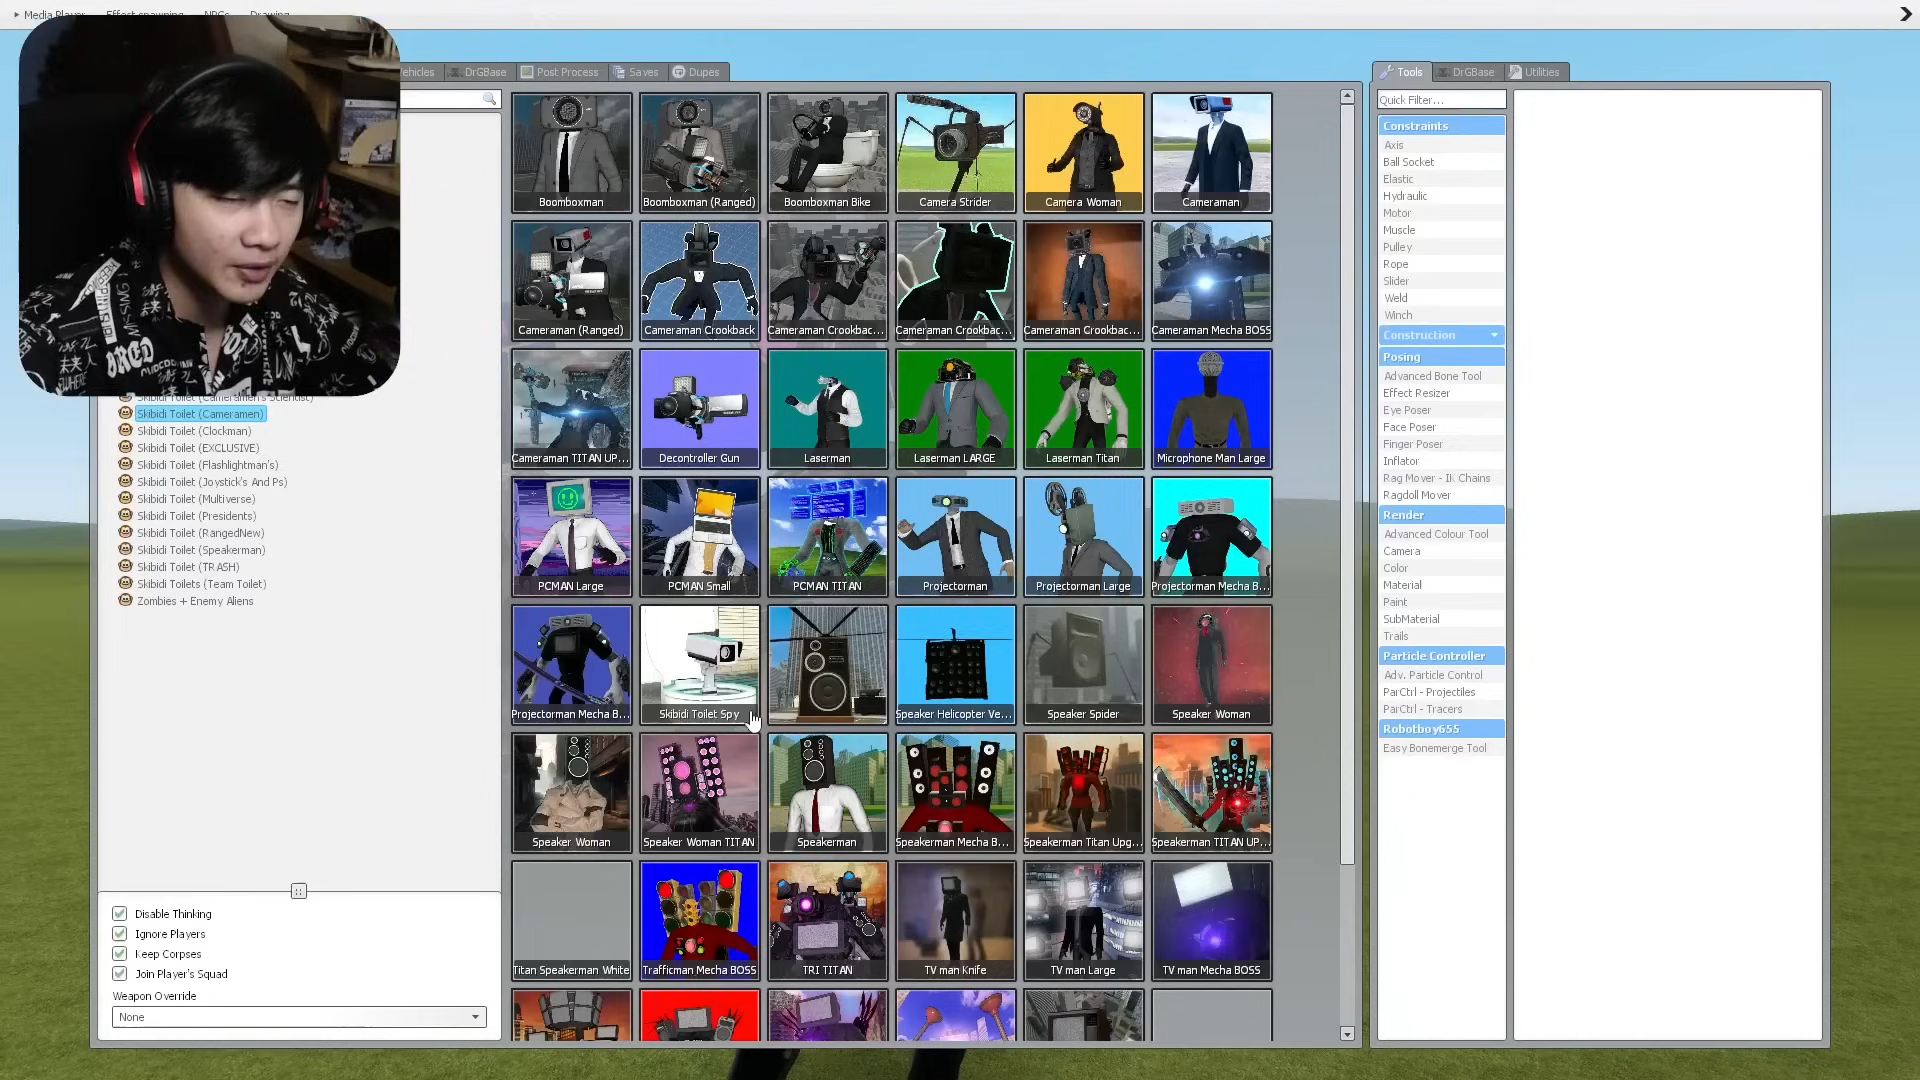 Media Player Effect spawning NPCs Drawing
Vehicles DrGBase Post Process Saves Dupes
Tools DrGBase Utilities
Skibidi Toilet (Cameramen's Scientist)
Skibidi Toilet (Cameramen)
Skibidi Toilet (Clockman)
Skibidi Toilet (EXCLUSIVE)
Skibidi Toilet (Flashlightman's)
Skibidi Toilet (Joystick's And Ps)
Skibidi Toilet (Multiverse)
Skibidi Toilet (Presidents)
Skibidi Toilet (RangedNew)
Skibidi Toilet (Speakerman)
Skibidi Toilet (TRASH)
Skibidi Toilets (Team Toilet)
Zombies + Enemy Aliens
Disable Thinking
Ignore Players
Keep Corpses
Join Player's Squad
Weapon Override
None
Boomboxman
Boomboxman (Ranged)
Boomboxman Bike
Camera Strider
Camera Woman
Cameraman
Cameraman (Ranged)
Cameraman Crookback
Cameraman Crookbac...
Cameraman Crookbac...
Cameraman Crookbac...
Cameraman Mecha BOSS
Cameraman TITAN UP...
Decontroller Gun
Laserman
Laserman LARGE
Laserman Titan
Microphone Man Large
PCMAN Large
PCMAN Small
PCMAN TITAN
Projectorman
Projectorman Large
Projectorman Mecha B...
Projectorman Mecha B...
Skibidi Toilet Spy
Speaker Helicopter Ve...
Speaker Spider
Speaker Woman
Speaker Woman
Speaker Woman TITAN
Speakerman
Speakerman Mecha B...
Speakerman Titan Upg...
Speakerman TITAN UP...
Titan Speakerman White
Trafficman Mecha BOSS
TRI TITAN
TV man Knife
TV man Large
TV man Mecha BOSS
Quick Filter...
Constraints
Axis
Ball Socket
Elastic
Hydraulic
Motor
Muscle
Pulley
Rope
Slider
Weld
Winch
Construction
Posing
Advanced Bone Tool
Effect Resizer
Eye Poser
Face Poser
Finger Poser
Inflator
Rag Mover - IK Chains
Ragdoll Mover
Render
Advanced Colour Tool
Camera
Color
Material
Paint
SubMaterial
Trails
Particle Controller
Adv. Particle Control
ParCtrl - Projectiles
ParCtrl - Tracers
Robotboy655
Easy Bonemerge Tool